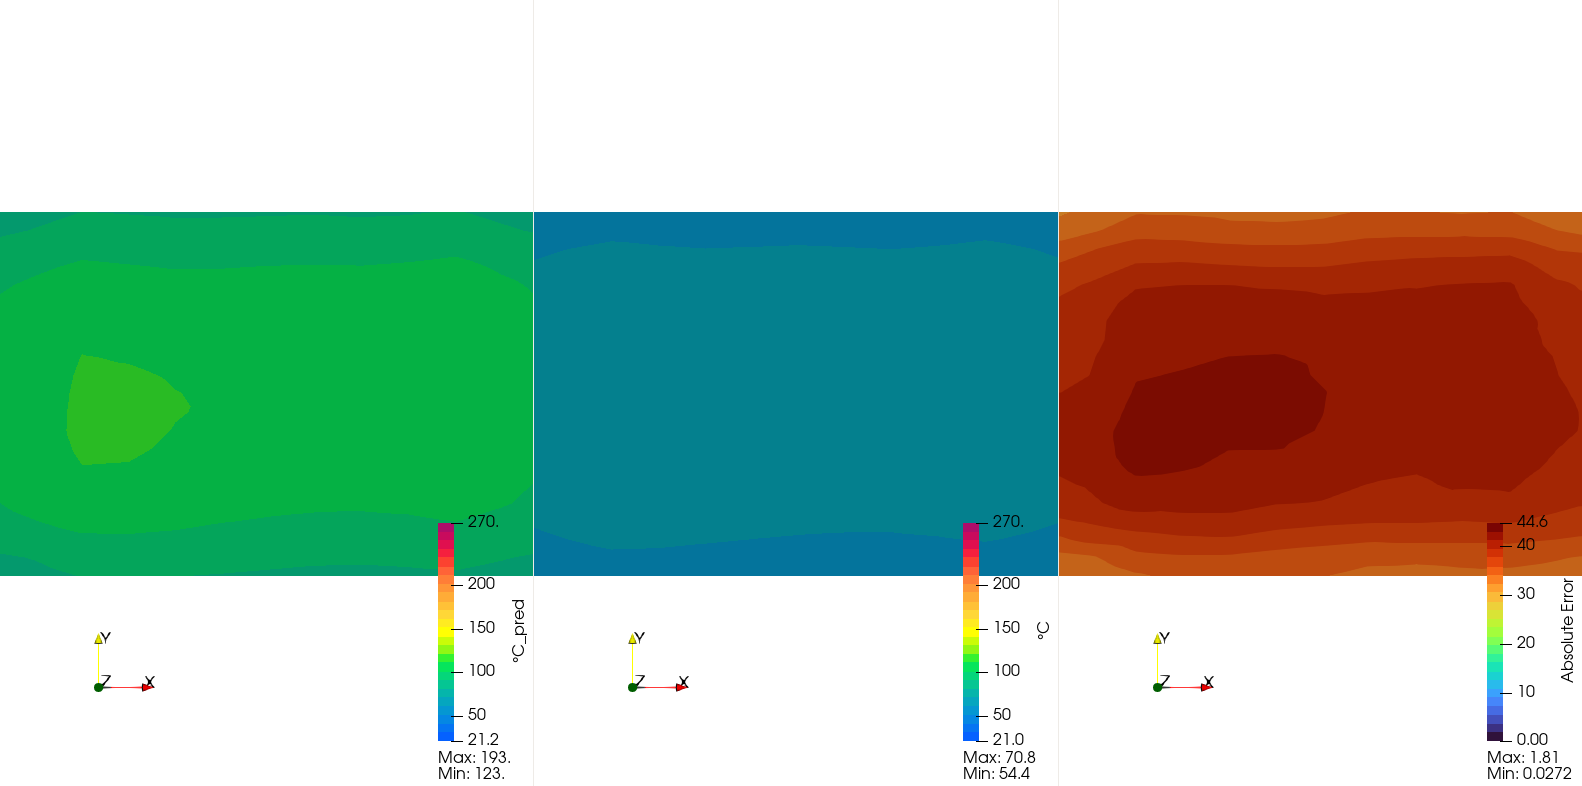 270.
200
150
100
50
21.2
°C_pred
Max: 193.
Min: 123.
Y
Z
X
270.
200
150
100
50
21.0
°C
Max: 70.8
Min: 54.4
Y
Z
X
44.6
40
30
20
10
0.00
Absolute Error
Max: 1.81
Min: 0.0272
Y
Z
X